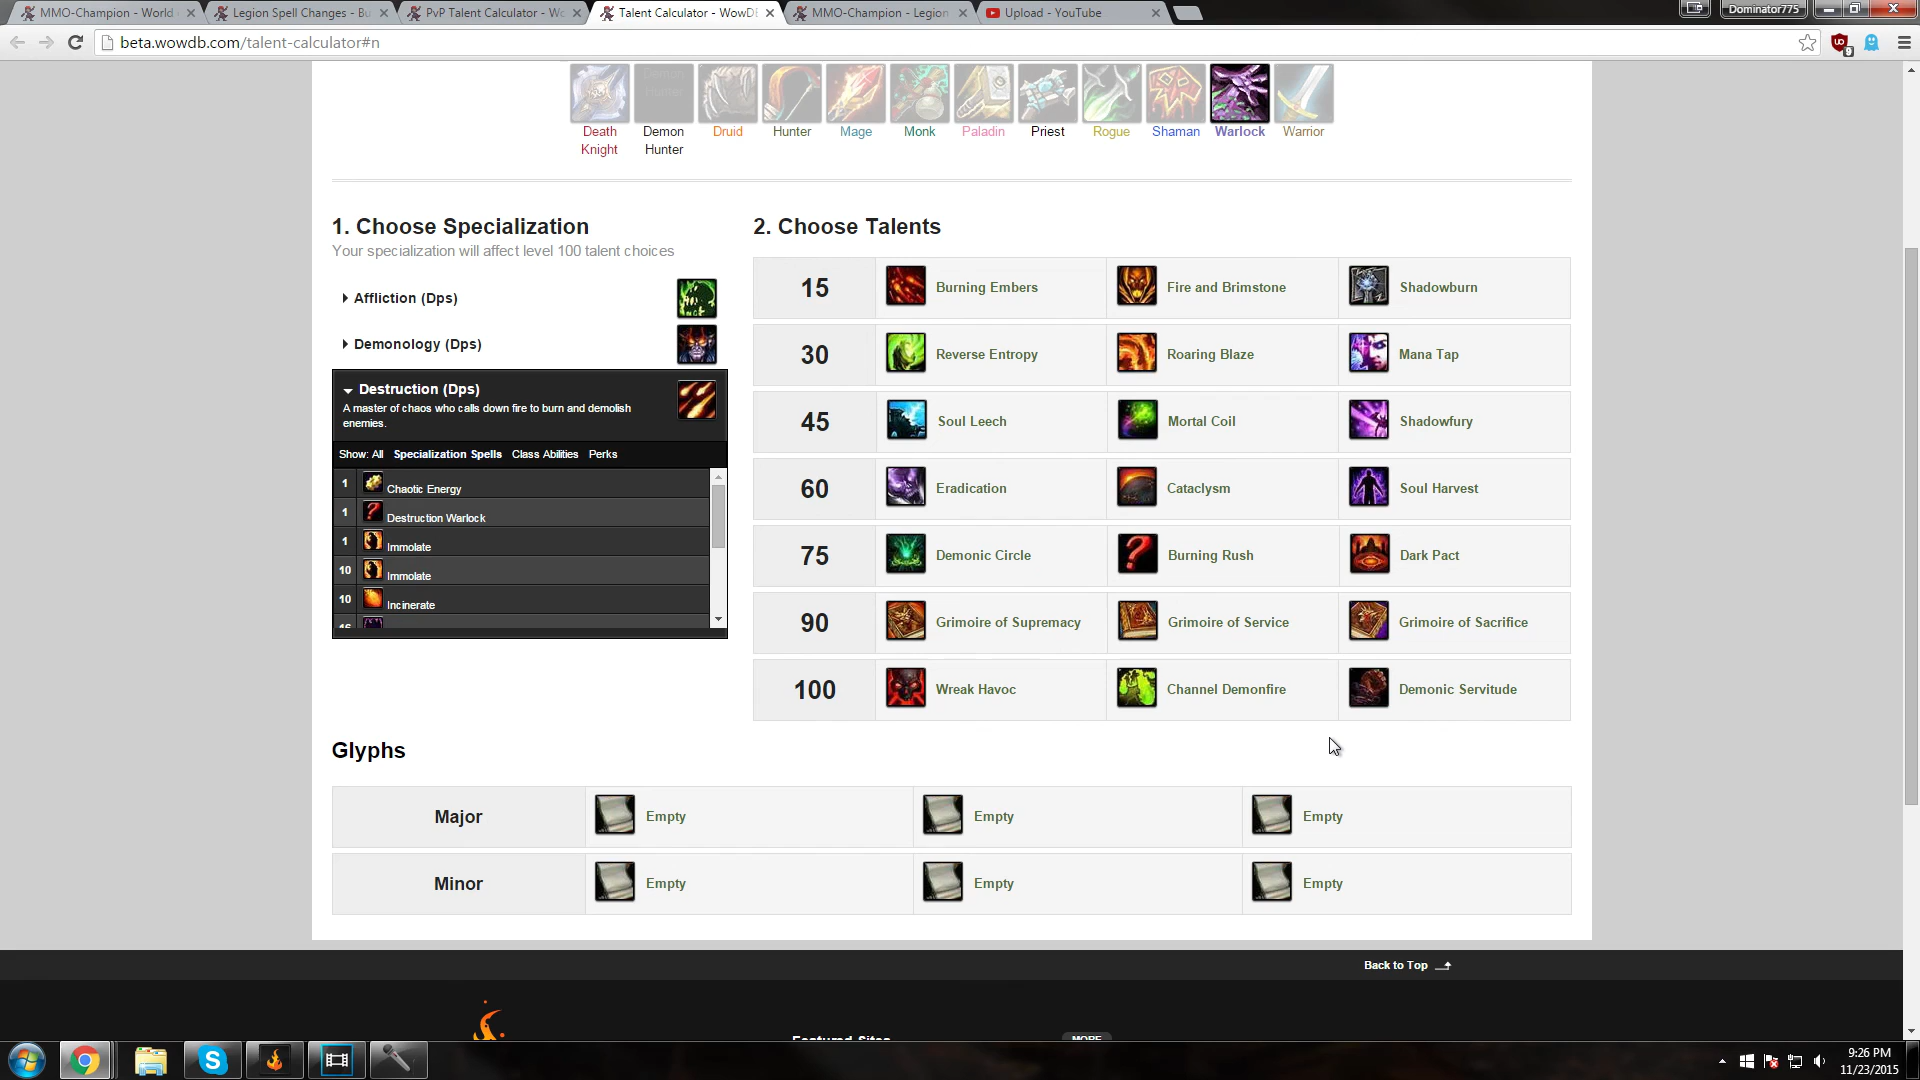 MMO-Champion - World
Legion Spell Changes - Bu
PvP Talent Calculator - Wo
Talent Calculator - WowDB
MMO-Champion - Legion
Upload - YouTube
Dominator775
beta.wowdb.com/talent-calculator#n
Death Knight
Demon Hunter
Druid
Hunter
Mage
Monk
Paladin
Priest
Rogue
Shaman
Warlock
Warrior
1. Choose Specialization
Your specialization will affect level 100 talent choices
Affliction (Dps)
Demonology (Dps)
Destruction (Dps)
A master of chaos who calls down fire to burn and demolish
enemies.
Show: All Specialization Spells Class Abilities Perks
1 Chaotic Energy
1 Destruction Warlock
1 Immolate
10 Immolate
10 Incinerate
2. Choose Talents
15 Burning Embers Fire and Brimstone Shadowburn
30 Reverse Entropy Roaring Blaze Mana Tap
45 Soul Leech Mortal Coil Shadowfury
60 Eradication Cataclysm Soul Harvest
75 Demonic Circle Burning Rush Dark Pact
90 Grimoire of Supremacy Grimoire of Service Grimoire of Sacrifice
100 Wreak Havoc Channel Demonfire Demonic Servitude
Glyphs
Major Empty Empty Empty
Minor Empty Empty Empty
Back to Top
Featured Sites
MORE
9:26 PM
11/23/2015